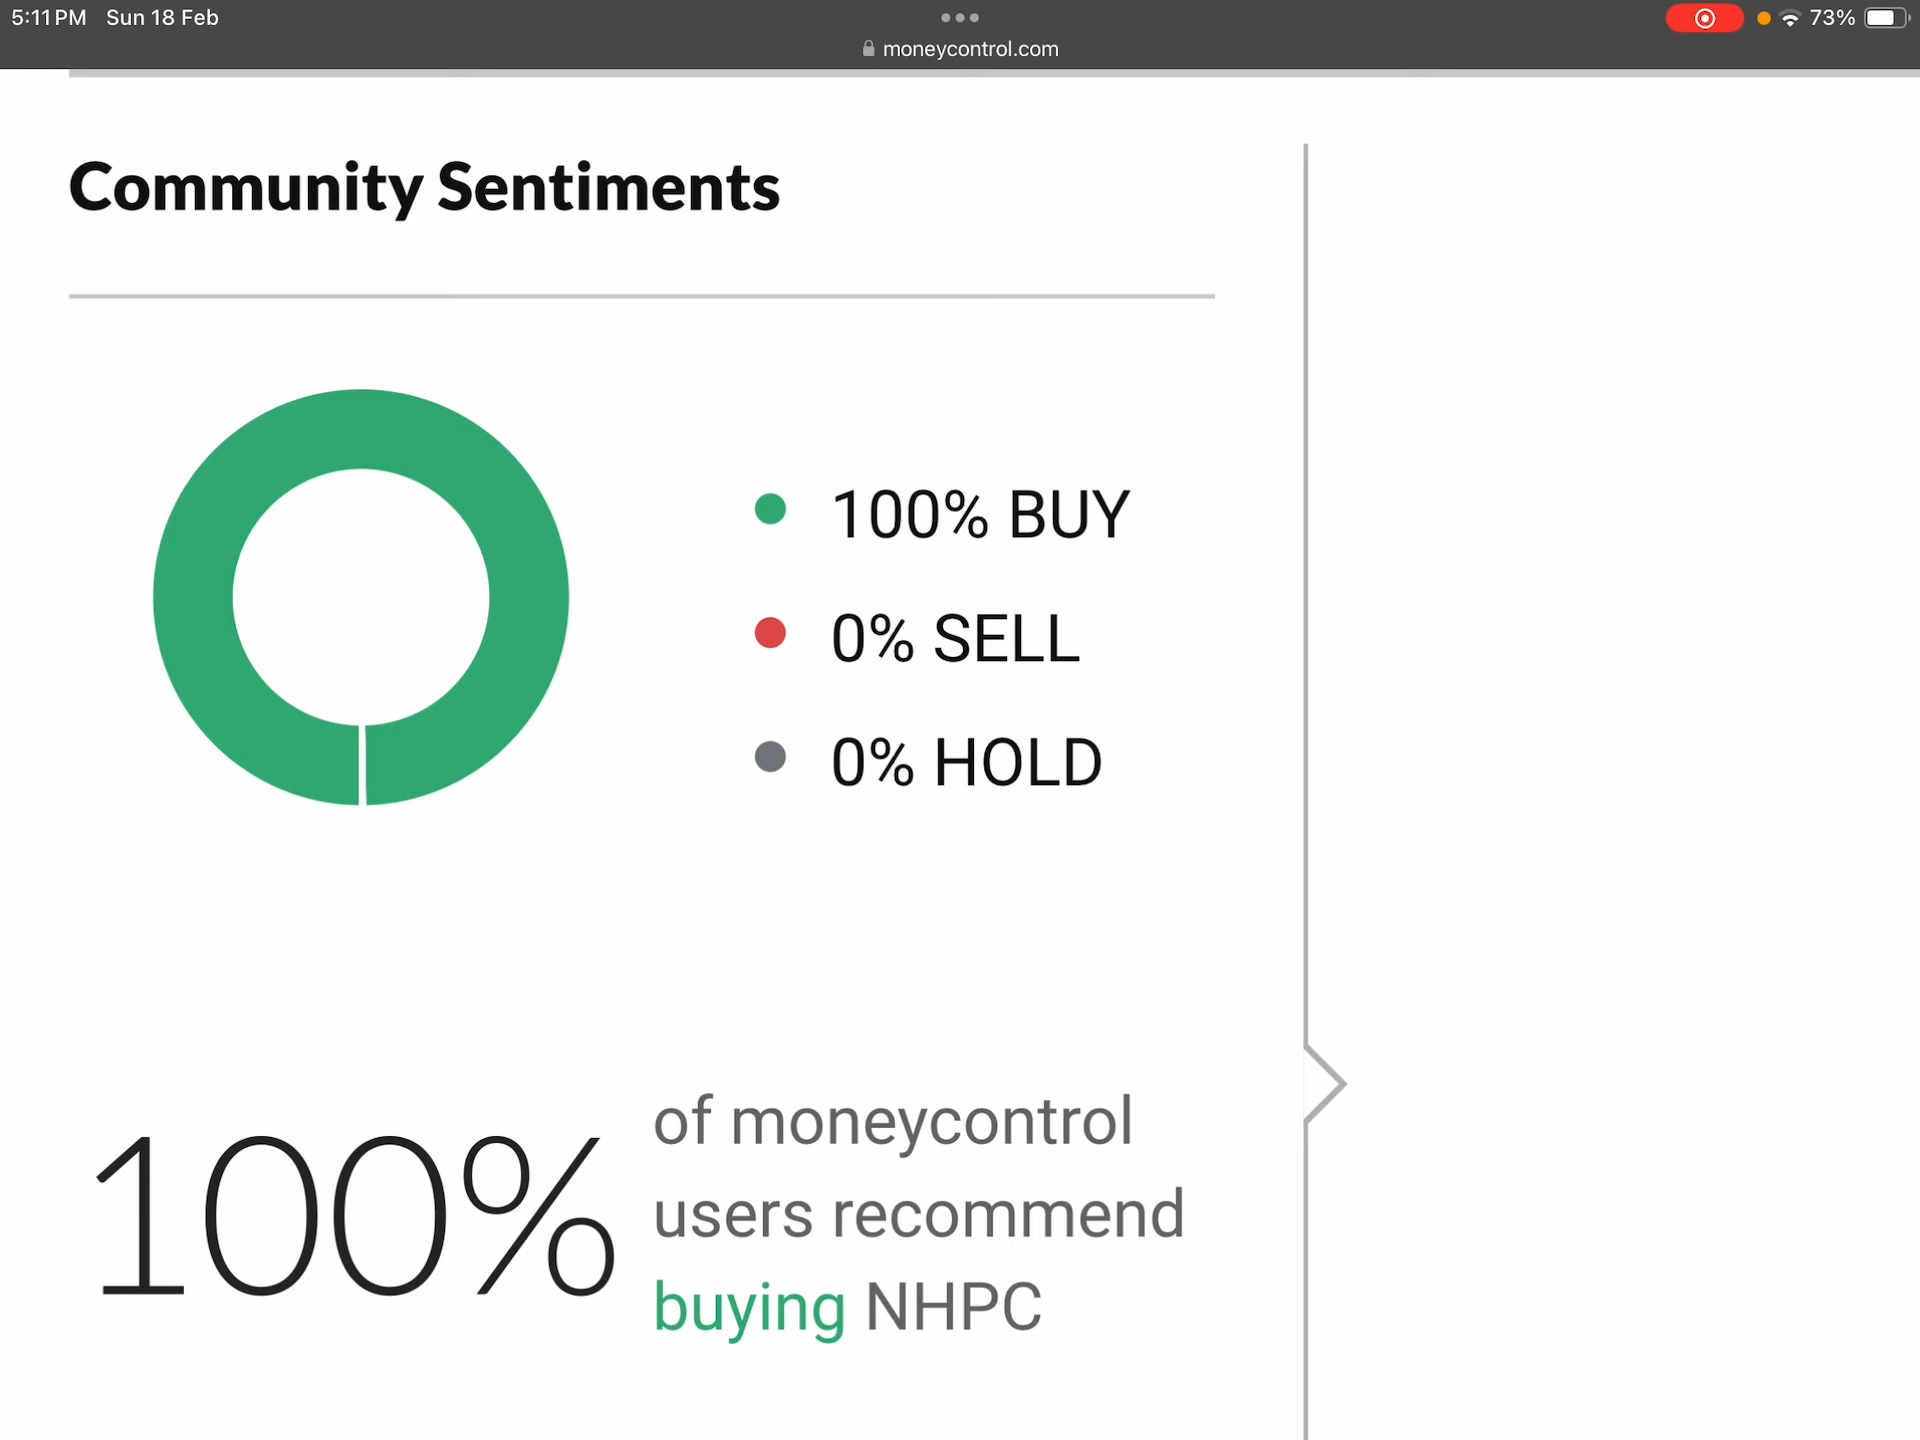 5:11 PM Sun 18 Feb
73%
moneycontrol.com
Community Sentiments
100% BUY
0% SELL
0% HOLD
100%
of moneycontrol
users recommend
buying NHPC